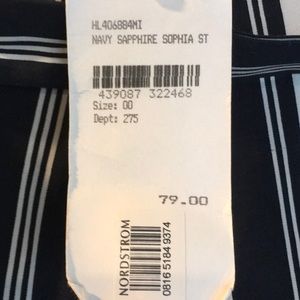 HL406884MI
NAVY SAPPHIRE SOPHIA ST
439087 322468
Size: 00
Dept: 275
79.00
NORDSTROM
0816 5184 9374